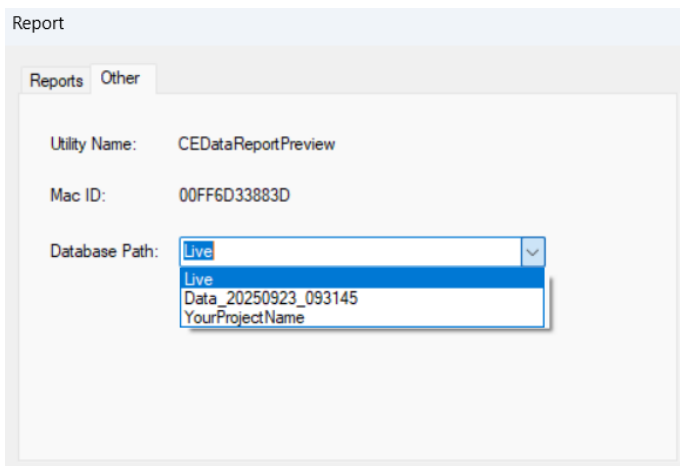 Report
Reports Other
Utility Name: CEDataReportPreview
Mac ID: 00FF6D33883D
Database Path: Live
Live
Data_20250923_093145
YourProjectName